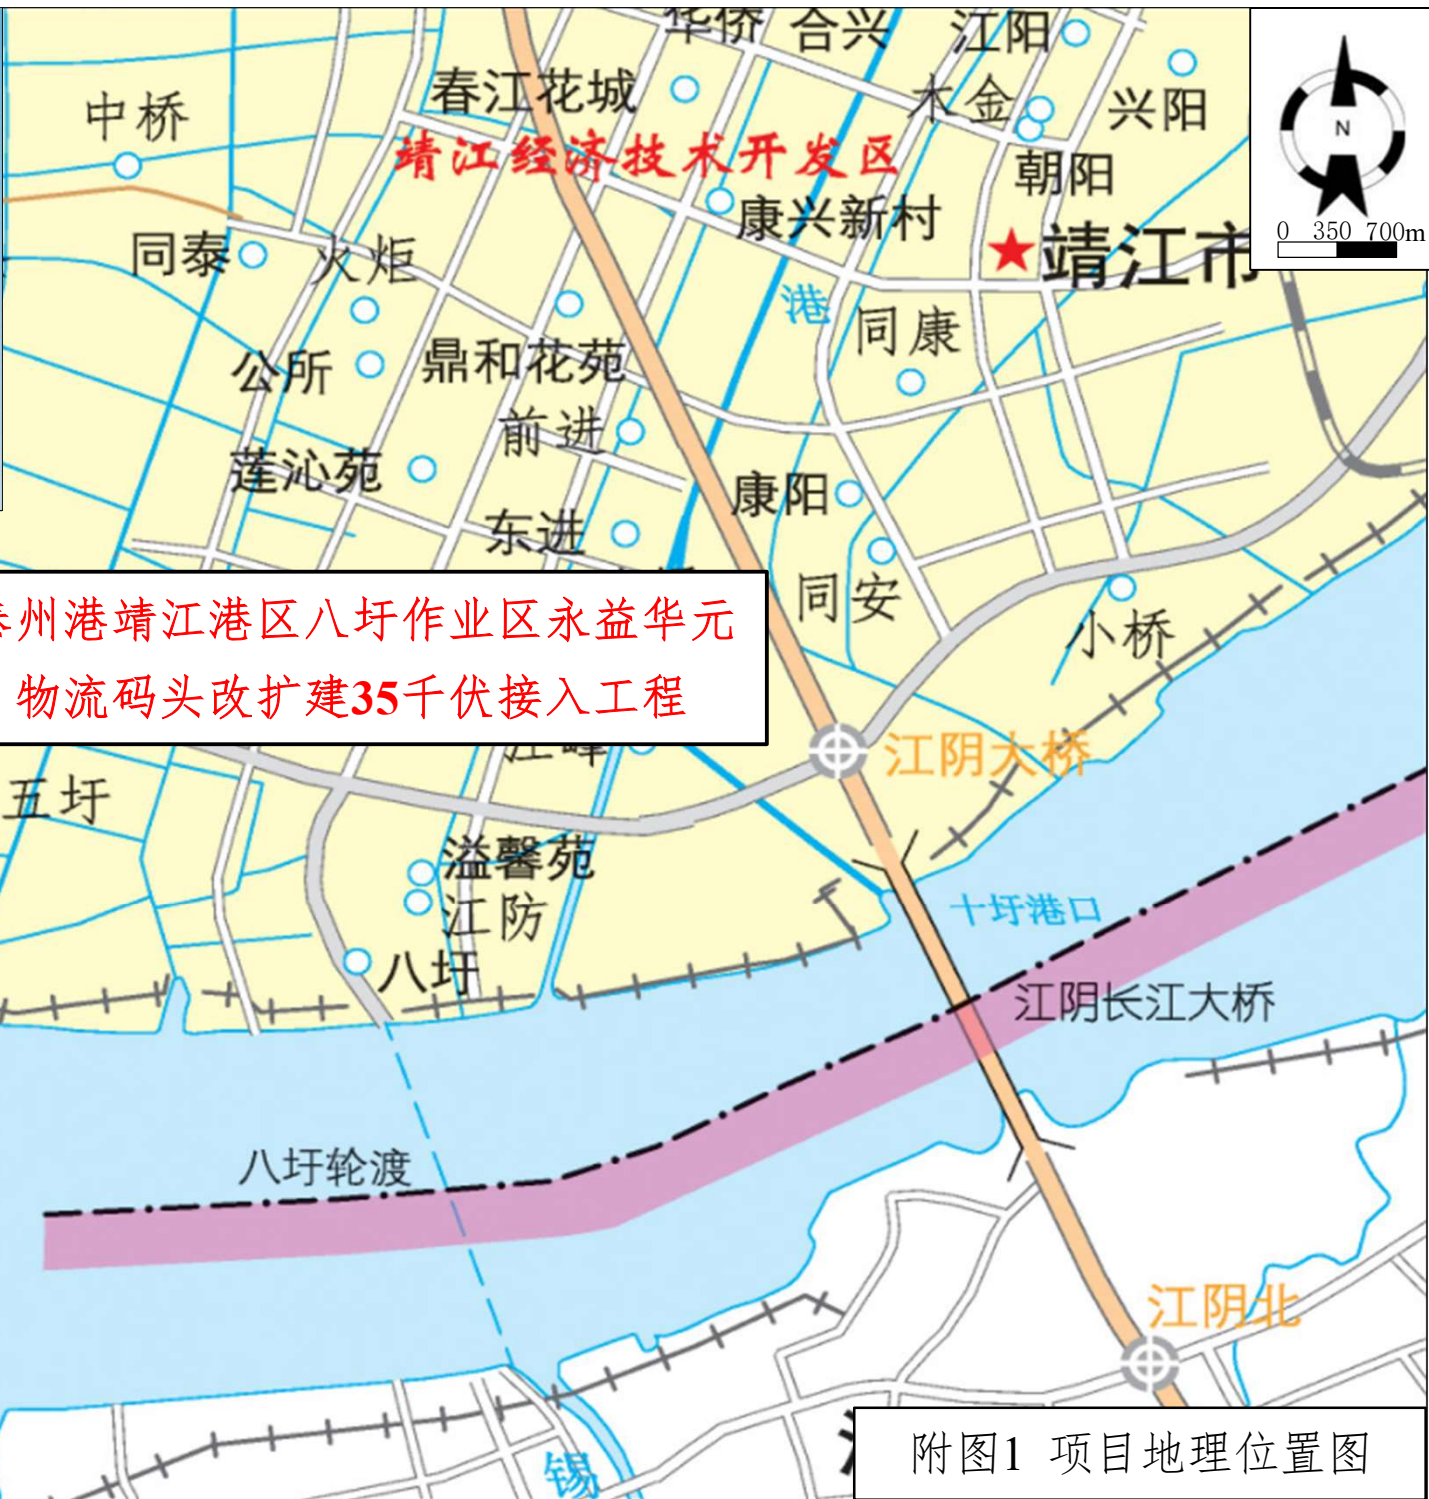 华侨
合兴
江阳
春江花城
木金
兴阳
中桥
N
靖江经济技术开发区
朝阳
康兴新村
0 350 700m
同泰
火炬
靖江市
港
同康
公所
鼎和花苑
前进
莲沁苑
康阳
东进
同安
小桥
泰州港靖江港区八圩作业区永益华元
物流码头改扩建35千伏接入工程
江峰
江阴大桥
五圩
溢馨苑
江防
十圩港口
八圩
江阴长江大桥
八圩轮渡
江阴北
附图1 项目地理位置图
锡